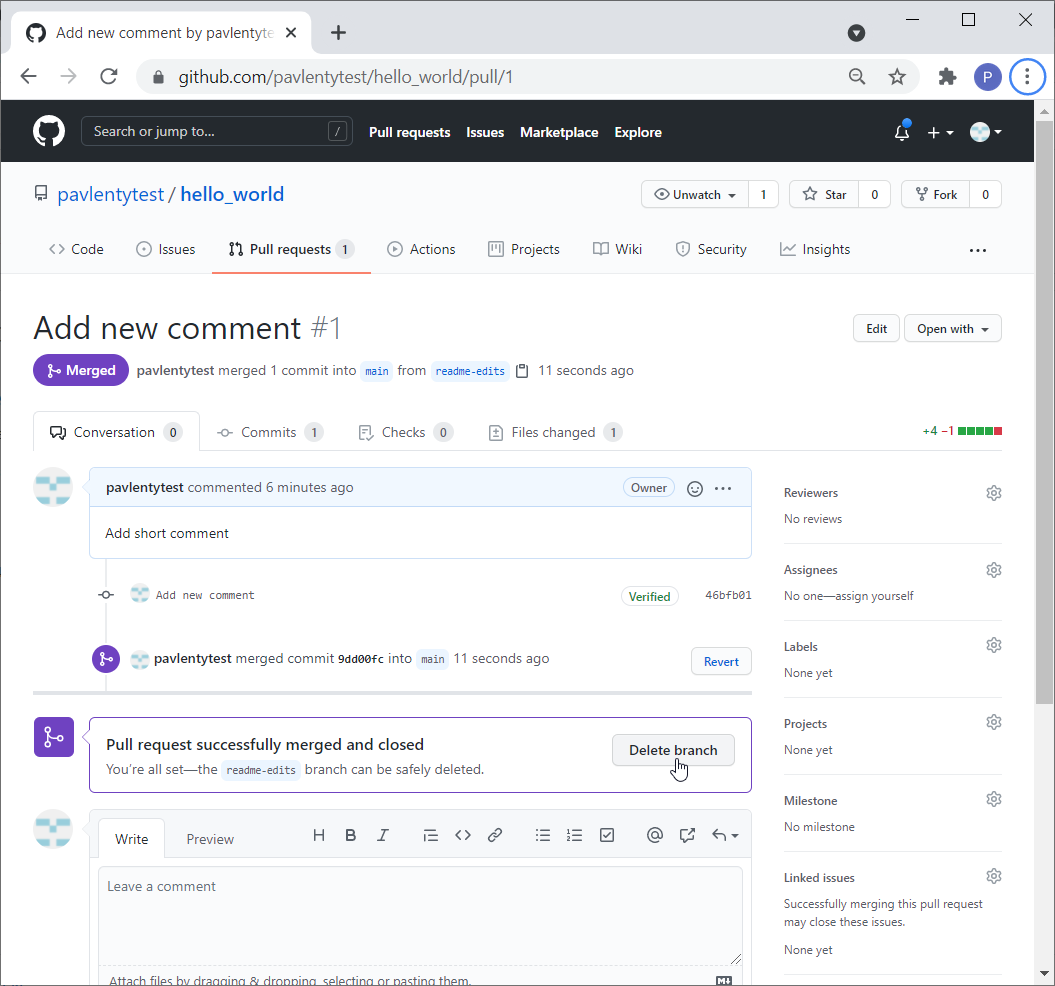 Add new comment by pavlentyte
github.com/pavlentytest/hello_world/pull/1
P
Search or jump to...
/
Pull requests Issues Marketplace Explore
pavlentytest / hello_world
Unwatch 1 Star 0 Fork 0
Code Issues Pull requests 1 Actions Projects Wiki Security Insights
Add new comment #1
Edit Open with
Merged pavlentytest merged 1 commit into main from readme-edits 11 seconds ago
Conversation 0 Commits 1 Checks 0 Files changed 1
+4 −1
pavlentytest commented 6 minutes ago
Owner
Add short comment
Add new comment
Verified
46bfb01
pavlentytest merged commit 9dd00fc into main 11 seconds ago
Revert
Pull request successfully merged and closed
You’re all set—the readme-edits branch can be safely deleted.
Delete branch
Write Preview
H B I
Leave a comment
Attach files by dragging & dropping, selecting or pasting them.
Reviewers
No reviews
Assignees
No one—assign yourself
Labels
None yet
Projects
None yet
Milestone
No milestone
Linked issues
Successfully merging this pull request
may close these issues.
None yet